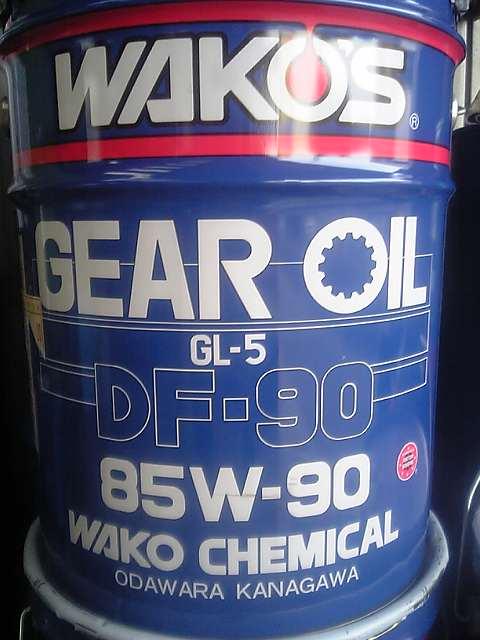 WAKO'S ®
GEAR OIL
GL-5
DF-90
85W-90
WAKO CHEMICAL
ODAWARA KANAGAWA